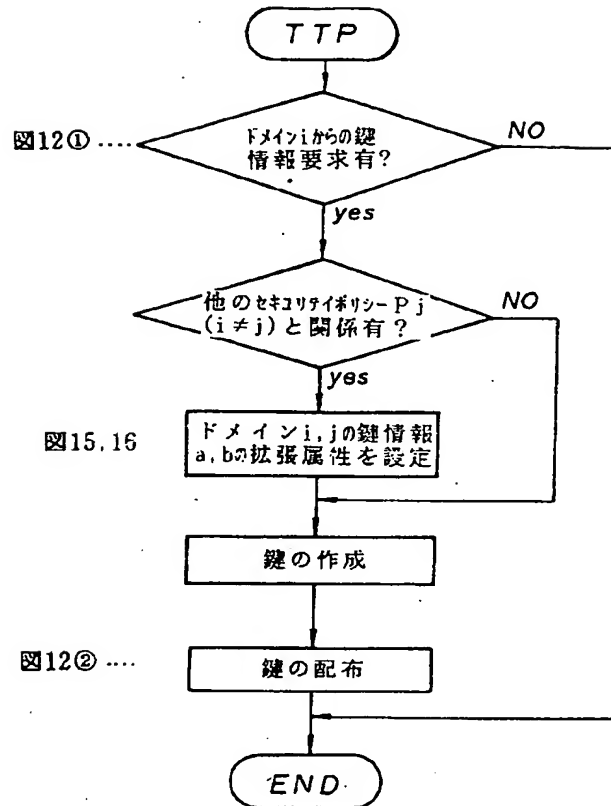 TTP
図12① ‥‥
ドメインiからの鍵
情報要求有?
NO
yes
他のセキュリテイポリシーPj
(i≠j)と関係有?
NO
yes
図15,16
ドメインi,jの鍵情報
a,bの拡張属性を設定
鍵の作成
図12② ‥‥
鍵の配布
END